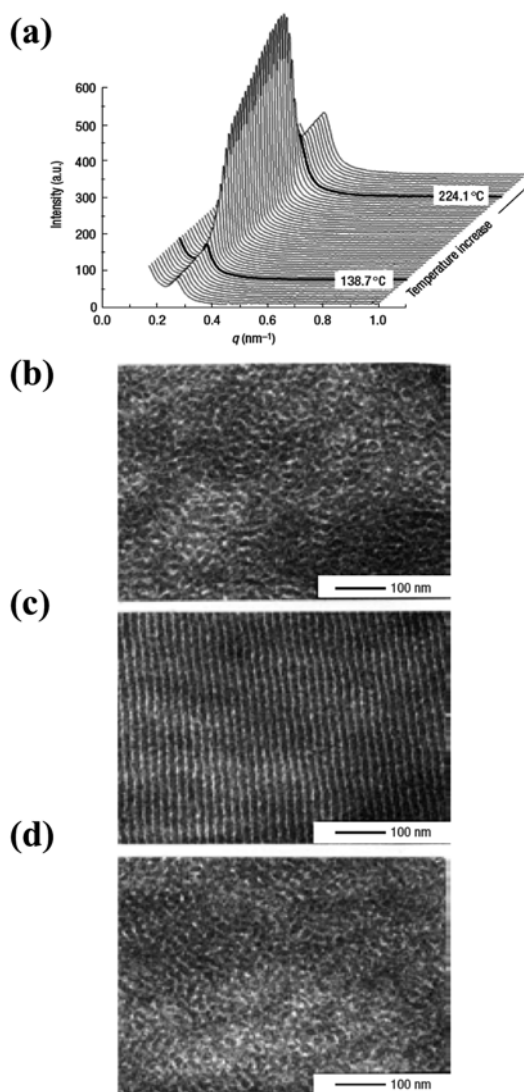 (a)
600
500
400
300
200
100
0
Intensity (a.u.)
0.0 0.2 0.4 0.6 0.8 1.0
q (nm⁻¹)
224.1°C
138.7°C
Temperature increase
(b)
100 nm
(c)
100 nm
(d)
100 nm